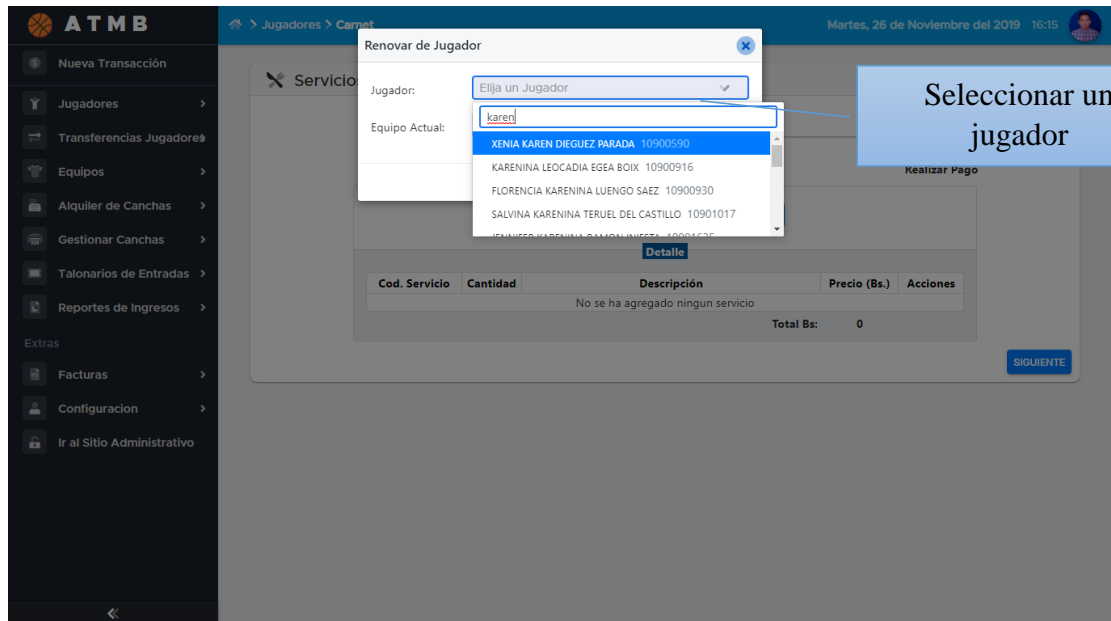 ATMB
Jugadores > Carnet
Martes, 26 de Noviembre del 2019 16:15
Nueva Transacción
Jugadores
Transferencias Jugadores
Equipos
Alquiler de Canchas
Gestionar Canchas
Talonarios de Entradas
Reportes de Ingresos
Extras
Facturas
Configuracion
Ir al Sitio Administrativo
Servicio
Renovar de Jugador
Jugador:
Elija un Jugador
Equipo Actual:
karen
XENIA KAREN DIEGUEZ PARADA 10900590
KARENINA LEOCADIA EGEA BOIX 10900916
FLORENCIA KARENINA LUENGO SAEZ 10900930
SALVINA KARENINA TERUEL DEL CASTILLO 10901017
JENNIFER KARENINA RAMON INIESTA
Seleccionar un
jugador
Realizar Pago
Detalle
Cod. Servicio Cantidad Descripción Precio (Bs.) Acciones
No se ha agregado ningun servicio
Total Bs: 0
SIGUIENTE